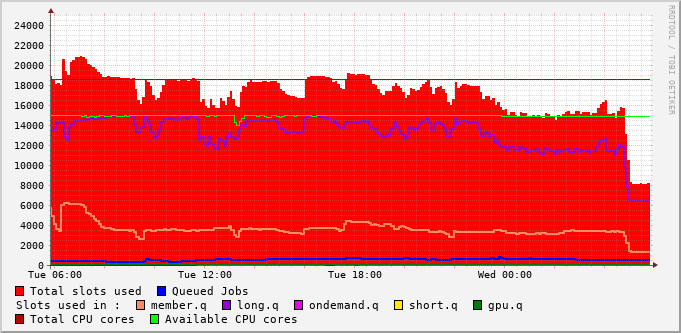 RRDTOOL / TOBI OETIKER
24000
22000
20000
18000
16000
14000
12000
10000
8000
6000
4000
2000
0
Tue 06:00 Tue 12:00 Tue 18:00 Wed 00:00
Total slots used Queued Jobs
Slots used in : member.q long.q ondemand.q short.q gpu.q
Total CPU cores Available CPU cores